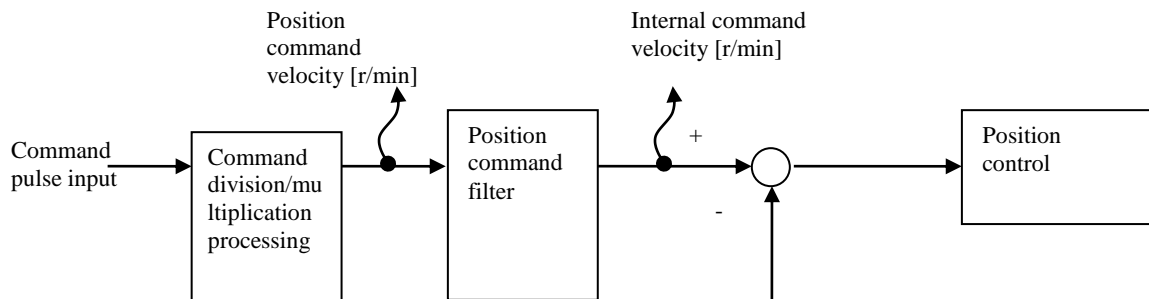 Position
command
velocity [r/min]
Internal command
velocity [r/min]
Command
pulse input
Command
division/mu
ltiplication
processing
Position
command
filter
+
-
Position
control